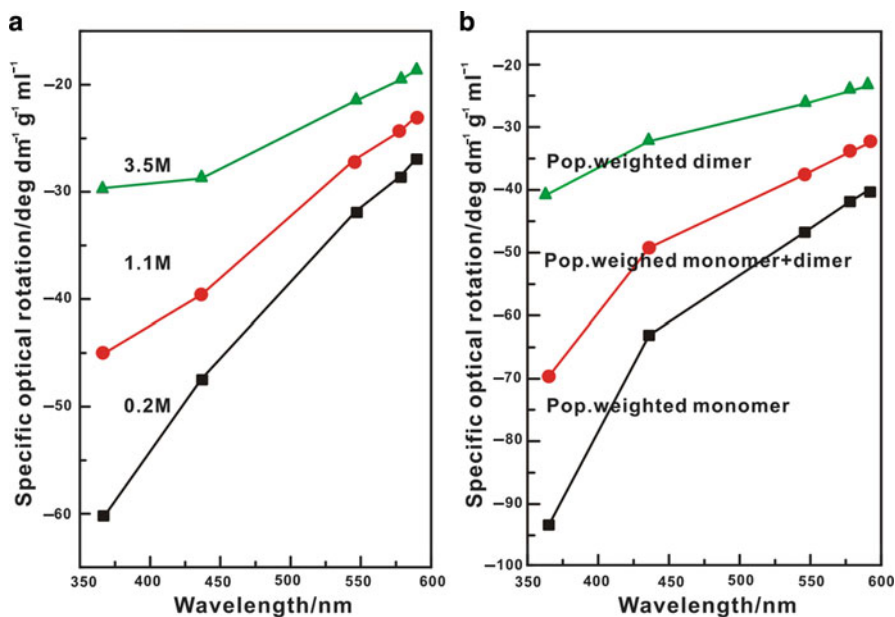 a
Specific optical rotation/deg dm⁻¹ g⁻¹ ml⁻¹
−20
−30
−40
−50
−60
3.5M
1.1M
0.2M
350 400 450 500 550 600
Wavelength/nm
b
Specific optical rotation/deg dm⁻¹ g⁻¹ ml⁻¹
−20
−30
−40
−50
−60
−70
−80
−90
−100
Pop.weighted dimer
Pop.weighed monomer+dimer
Pop.weighted monomer
350 400 450 500 550 600
Wavelength/nm